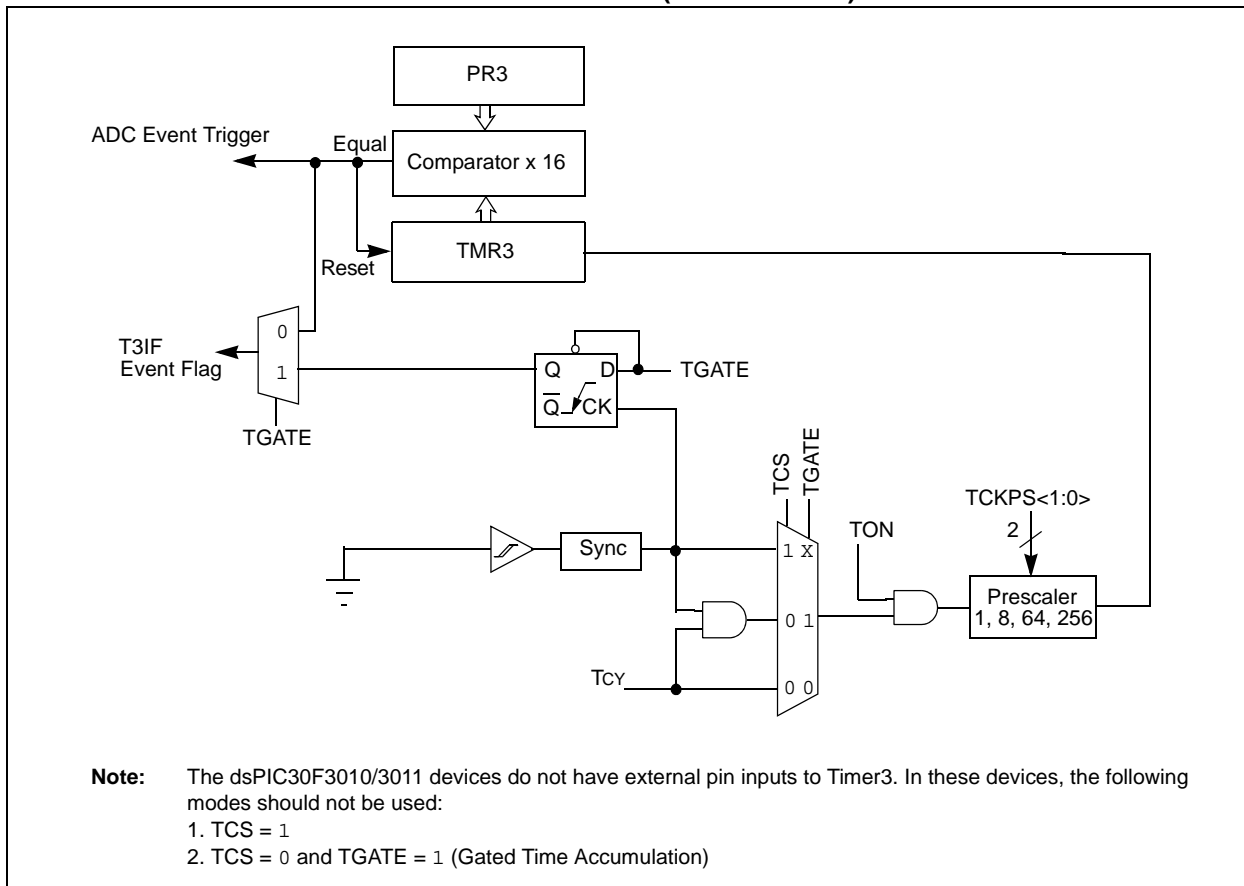 PR3
ADC Event Trigger
Equal
Comparator x 16
TMR3
Reset
0
T3IF
Event Flag
1
TGATE
Q
D
TGATE
Q
CK
TCS
TGATE
TCKPS<1:0>
2
TON
Sync
1 X
Prescaler
1, 8, 64, 256
0 1
TCY
0 0
Note: The dsPIC30F3010/3011 devices do not have external pin inputs to Timer3. In these devices, the following
modes should not be used:
1. TCS = 1
2. TCS = 0 and TGATE = 1 (Gated Time Accumulation)